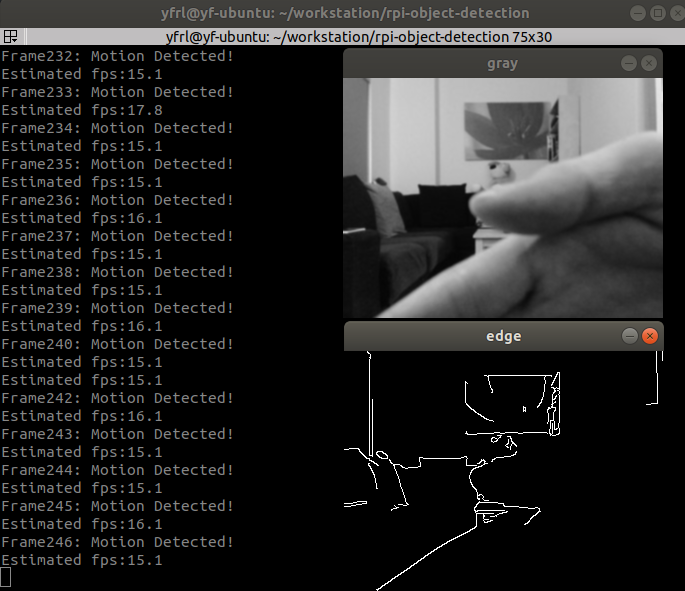 yfrl@yf-ubuntu: ~/workstation/rpi-object-detection
yfrl@yf-ubuntu: ~/workstation/rpi-object-detection 75x30
Frame232: Motion Detected!
Estimated fps:15.1
Frame233: Motion Detected!
Estimated fps:17.8
Frame234: Motion Detected!
Estimated fps:15.1
Frame235: Motion Detected!
Estimated fps:15.1
Frame236: Motion Detected!
Estimated fps:16.1
Frame237: Motion Detected!
Estimated fps:15.1
Frame238: Motion Detected!
Estimated fps:15.1
Frame239: Motion Detected!
Estimated fps:16.1
Frame240: Motion Detected!
Estimated fps:15.1
Estimated fps:15.1
Frame242: Motion Detected!
Estimated fps:16.1
Frame243: Motion Detected!
Estimated fps:15.1
Frame244: Motion Detected!
Estimated fps:15.1
Frame245: Motion Detected!
Estimated fps:16.1
Frame246: Motion Detected!
Estimated fps:15.1
gray
edge